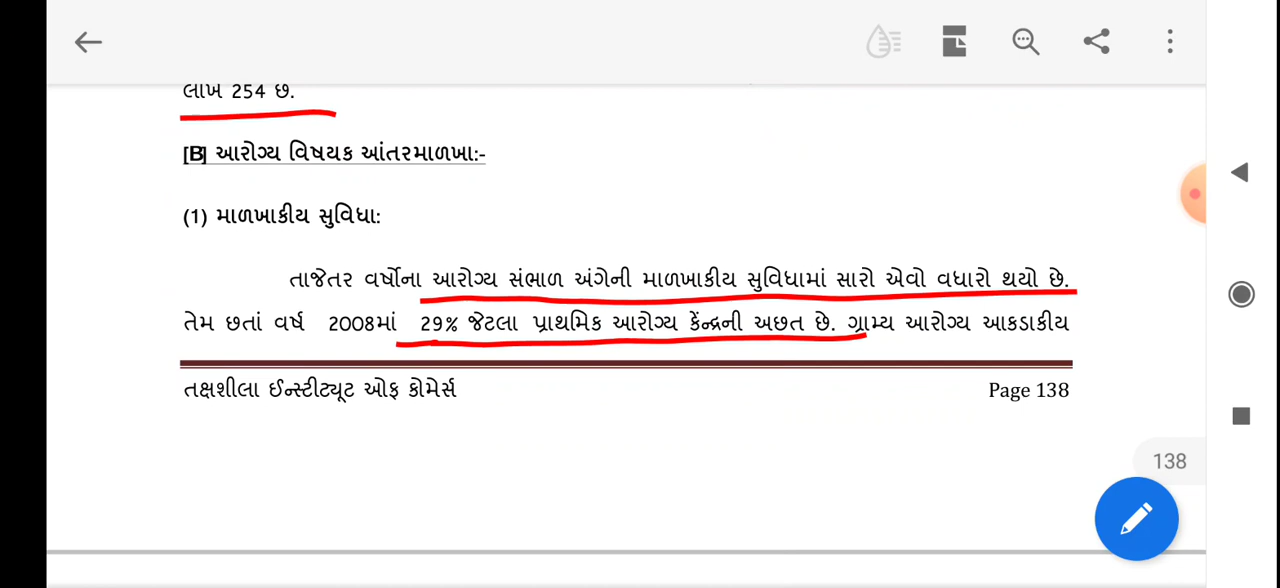 લાખ 254 છે.
[B] આરોગ્ય વિષયક આંતરમાળખા:-
(1) માળખાકીય સુવિધા:
તાજેતર વર્ષોના આરોગ્ય સંભાળ અંગેની માળખાકીય સુવિધામાં સારો એવો વધારો થયો છે.
તેમ છતાં વર્ષ 2008માં 29% જેટલા પ્રાથમિક આરોગ્ય કેંન્દ્રની અછત છે. ગ્રામ્ય આરોગ્ય આકડાકીય
તક્ષશીલા ઈન્સ્ટીટ્યૂટ ઓફ કોમેર્સ Page 138
138